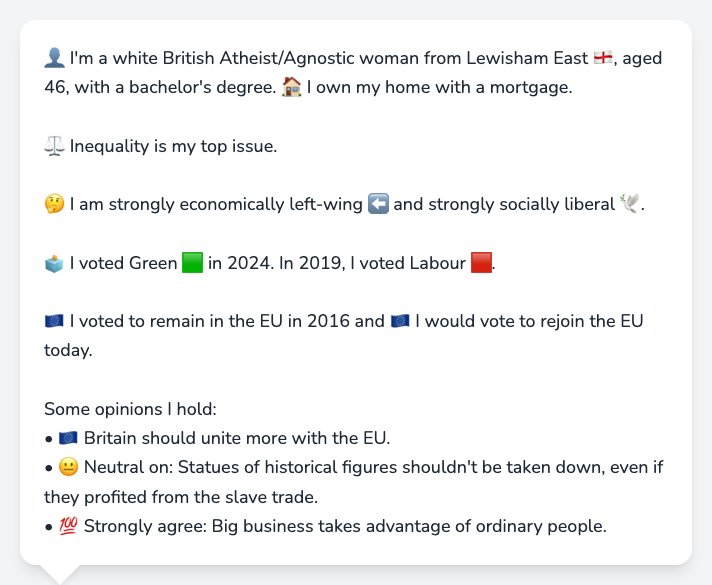 👤 I'm a white British Atheist/Agnostic woman from Lewisham East 🏴󠁧󠁢󠁥󠁮󠁧󠁿, aged
46, with a bachelor's degree. 🏠 I own my home with a mortgage.
⚖️ Inequality is my top issue.
🤔 I am strongly economically left-wing ⬅️ and strongly socially liberal 🕊️.
🗳️ I voted Green 🟩 in 2024. In 2019, I voted Labour 🟥.
🇪🇺 I voted to remain in the EU in 2016 and 🇪🇺 I would vote to rejoin the EU
today.
Some opinions I hold:
• 🇪🇺 Britain should unite more with the EU.
• 😐 Neutral on: Statues of historical figures shouldn't be taken down, even if
they profited from the slave trade.
• 💯 Strongly agree: Big business takes advantage of ordinary people.